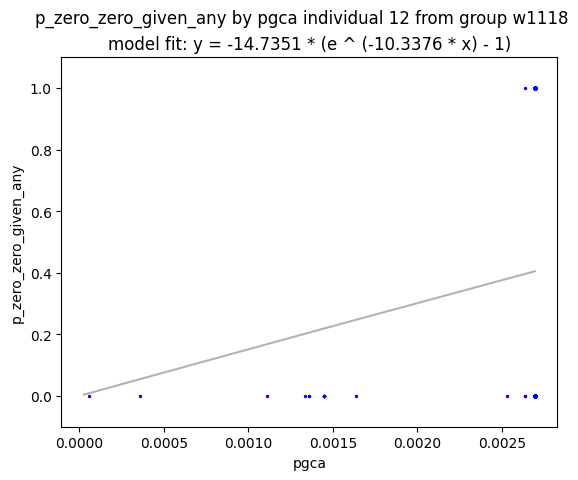 p_zero_zero_given_any by pgca individual 12 from group w1118
model fit: y = -14.7351 * (e ^ (-10.3376 * x) - 1)
1.0
0.8
0.6
0.4
0.2
0.0
p_zero_zero_given_any
0.0000 0.0005 0.0010 0.0015 0.0020 0.0025
pgca